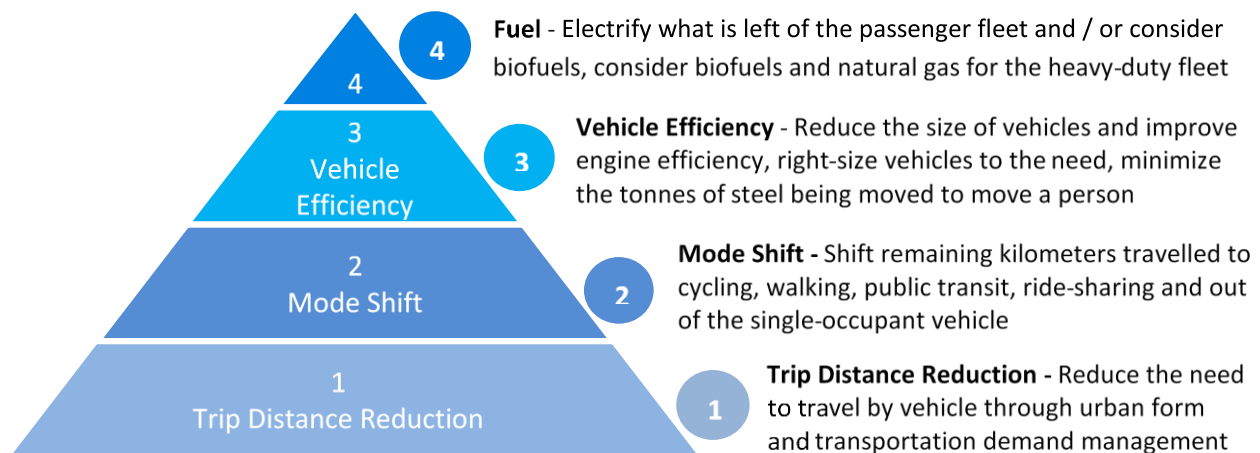 4
4
Fuel - Electrify what is left of the passenger fleet and / or consider
biofuels, consider biofuels and natural gas for the heavy-duty fleet
3
Vehicle
Efficiency
3
Vehicle Efficiency - Reduce the size of vehicles and improve
engine efficiency, right-size vehicles to the need, minimize
the tonnes of steel being moved to move a person
2
Mode Shift
2
Mode Shift - Shift remaining kilometers travelled to
cycling, walking, public transit, ride-sharing and out
of the single-occupant vehicle
1
Trip Distance Reduction
1
Trip Distance Reduction - Reduce the need
to travel by vehicle through urban form
and transportation demand management